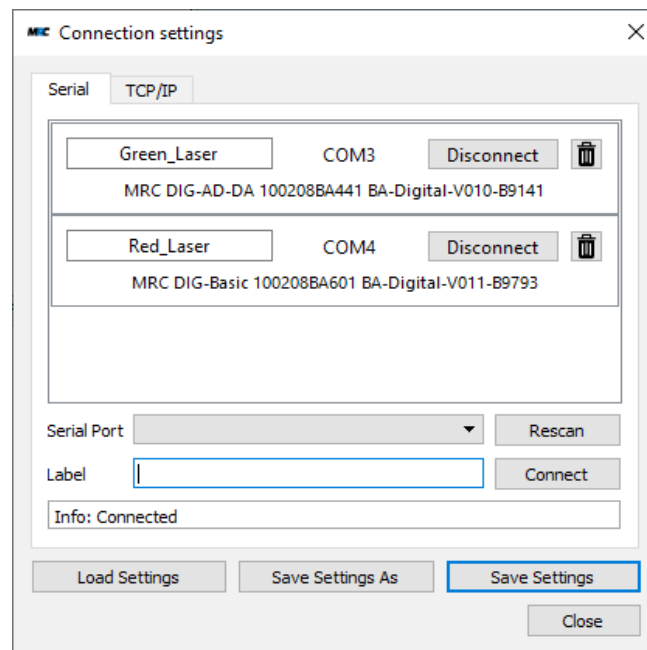 MRC Connection settings
Serial TCP/IP
Green_Laser COM3 Disconnect
MRC DIG-AD-DA 100208BA441 BA-Digital-V010-B9141
Red_Laser COM4 Disconnect
MRC DIG-Basic 100208BA601 BA-Digital-V011-B9793
Serial Port Rescan
Label Connect
Info: Connected
Load Settings Save Settings As Save Settings
Close